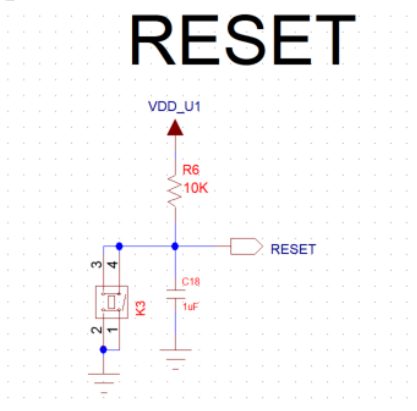 RESET
VDD_U1
R6
10K
RESET
3
4
C18
1uF
K3
2
1